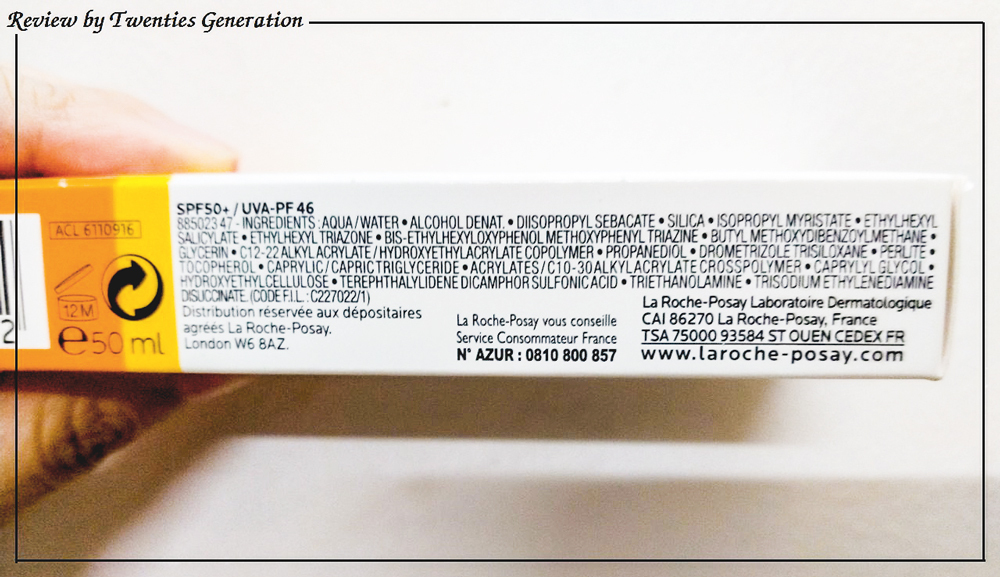 Review by Twenties Generation
SPF50+ / UVA-PF 46
885023 47 - INGREDIENTS : AQUA / WATER • ALCOHOL DENAT. • DIISOPROPYL SEBACATE • SILICA • ISOPROPYL MYRISTATE • ETHYLHEXYL
SALICYLATE • ETHYLHEXYL TRIAZONE • BIS-ETHYLHEXYLOXYPHENOL METHOXYPHENYL TRIAZINE • BUTYL METHOXYDIBENZOYLMETHANE •
GLYCERIN • C12-22 ALKYL ACRYLATE / HYDROXYETHYLACRYLATE COPOLYMER • PROPANEDIOL • DROMETRIZOLE TRISILOXANE • PERLITE •
TOCOPHEROL • CAPRYLIC / CAPRIC TRIGLYCERIDE • ACRYLATES / C10-30 ALKYL ACRYLATE CROSSPOLYMER • CAPRYLYL GLYCOL •
HYDROXYETHYLCELLULOSE • TEREPHTHALYLIDENE DICAMPHOR SULFONIC ACID • TRIETHANOLAMINE • TRISODIUM ETHYLENEDIAMINE
DISUCCINATE. (CODE F.I.L. : C227022/1)
Distribution réservée aux dépositaires
agréés La Roche-Posay.
London W6 8AZ.
La Roche-Posay vous conseille
Service Consommateur France
N° AZUR : 0810 800 857
La Roche-Posay Laboratoire Dermatologique
CAI 86270 La Roche-Posay, France
TSA 75000 93584 ST OUEN CEDEX FR
www.laroche-posay.com
ACL 6110916
12M
e50 ml
2